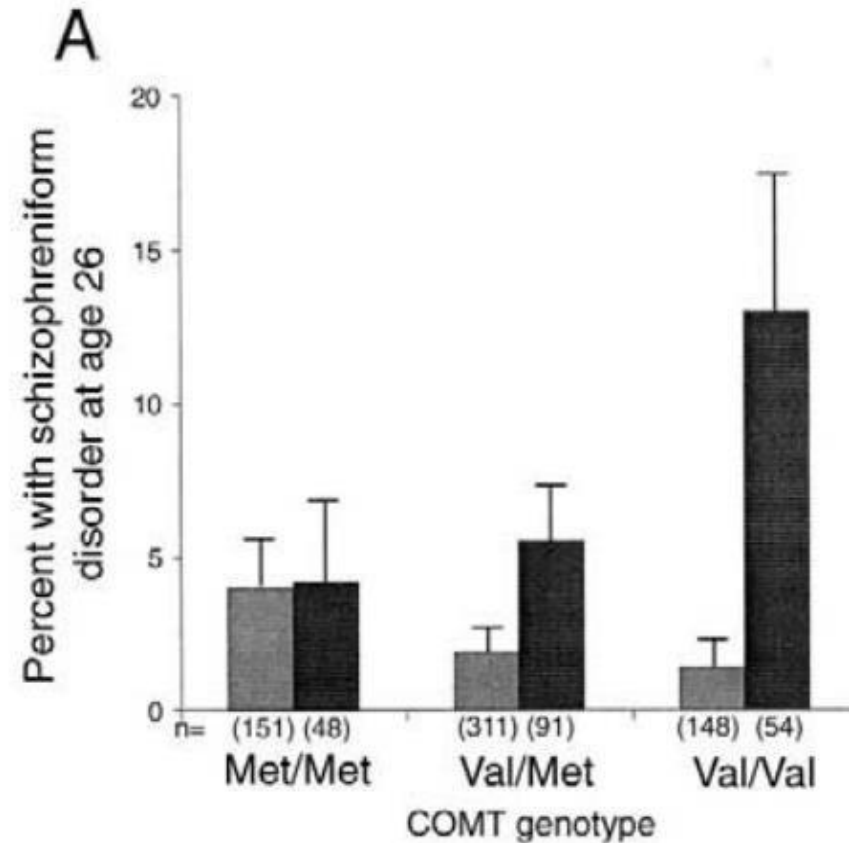 A
Percent with schizophreniform
disorder at age 26
20
15
10
5
0
n= (151) (48) (311) (91) (148) (54)
Met/Met Val/Met Val/Val
COMT genotype